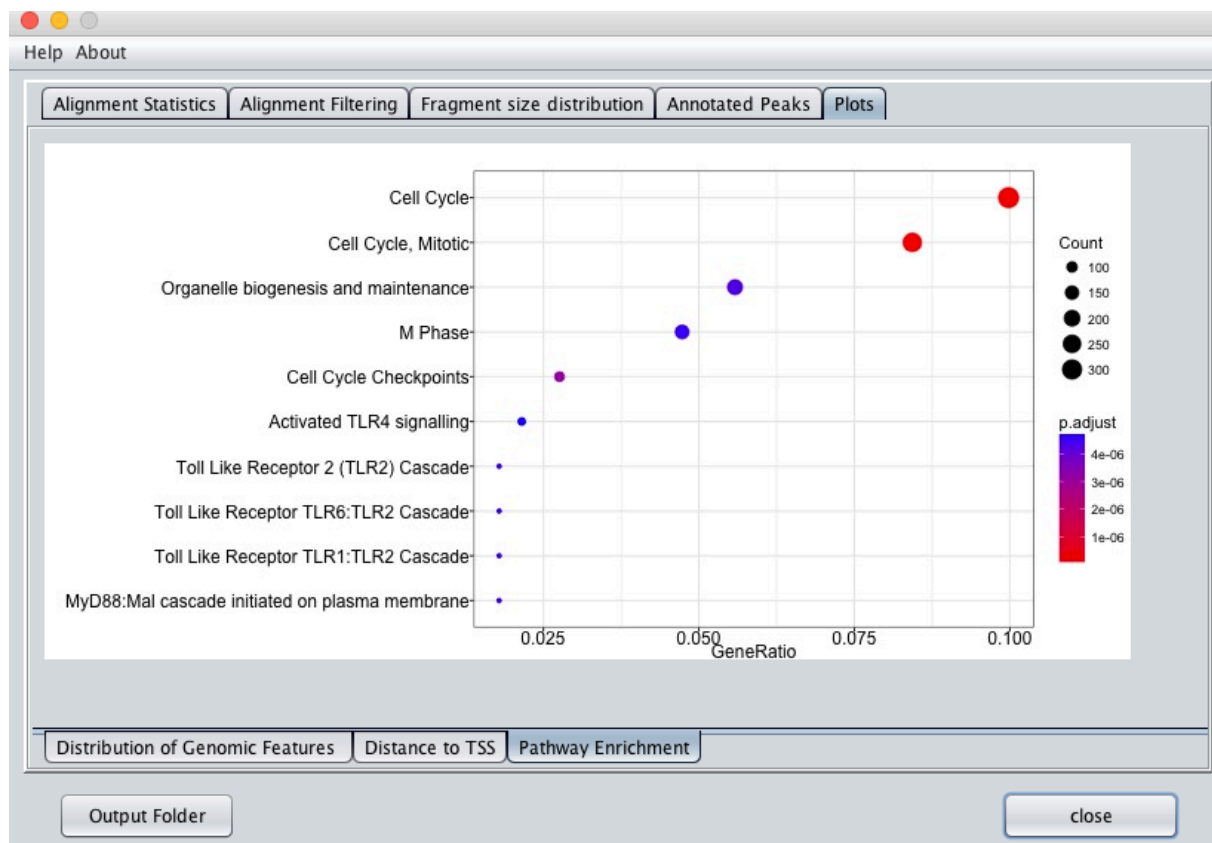 Help About
Alignment Statistics Alignment Filtering Fragment size distribution Annotated Peaks Plots
Cell Cycle
Cell Cycle, Mitotic
Organelle biogenesis and maintenance
M Phase
Cell Cycle Checkpoints
Activated TLR4 signalling
Toll Like Receptor 2 (TLR2) Cascade
Toll Like Receptor TLR6:TLR2 Cascade
Toll Like Receptor TLR1:TLR2 Cascade
MyD88:Mal cascade initiated on plasma membrane
0.025 0.050 0.075 0.100
GeneRatio
Count
100
150
200
250
300
p.adjust
4e-06
3e-06
2e-06
1e-06
Distribution of Genomic Features Distance to TSS Pathway Enrichment
Output Folder close